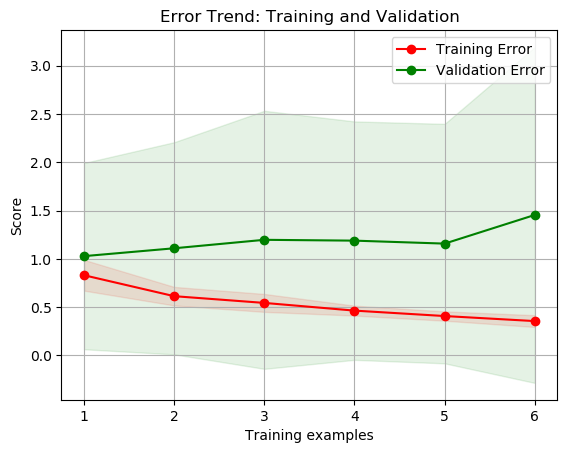 Error Trend: Training and Validation
Training Error
Validation Error
3.0
2.5
2.0
1.5
1.0
0.5
0.0
Score
1 2 3 4 5 6
Training examples